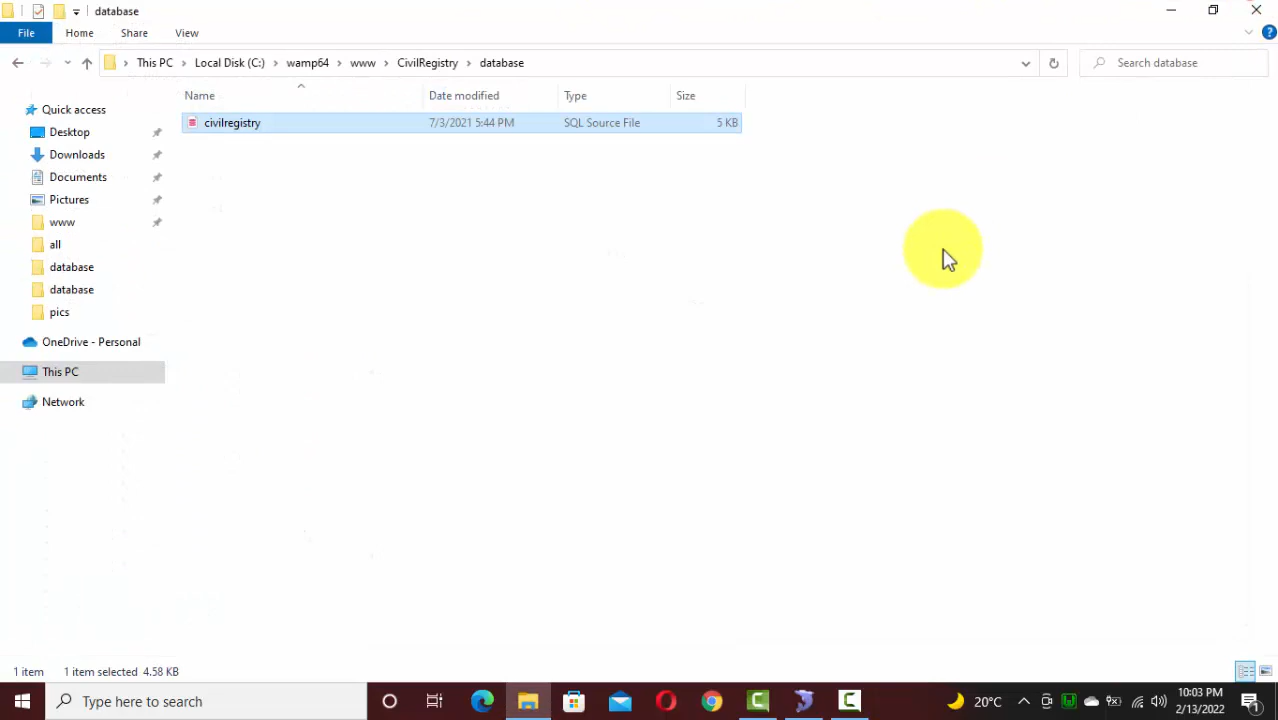 database
File Home Share View
This PC Local Disk (C:) wamp64 www CivilRegistry database
Search database
Name Date modified Type Size
civilregistry 7/3/2021 5:44 PM SQL Source File 5 KB
Quick access
Desktop
Downloads
Documents
Pictures
www
all
database
database
pics
OneDrive - Personal
This PC
Network
1 item 1 item selected 4.58 KB
Type here to search
20°C
10:03 PM
2/13/2022
1